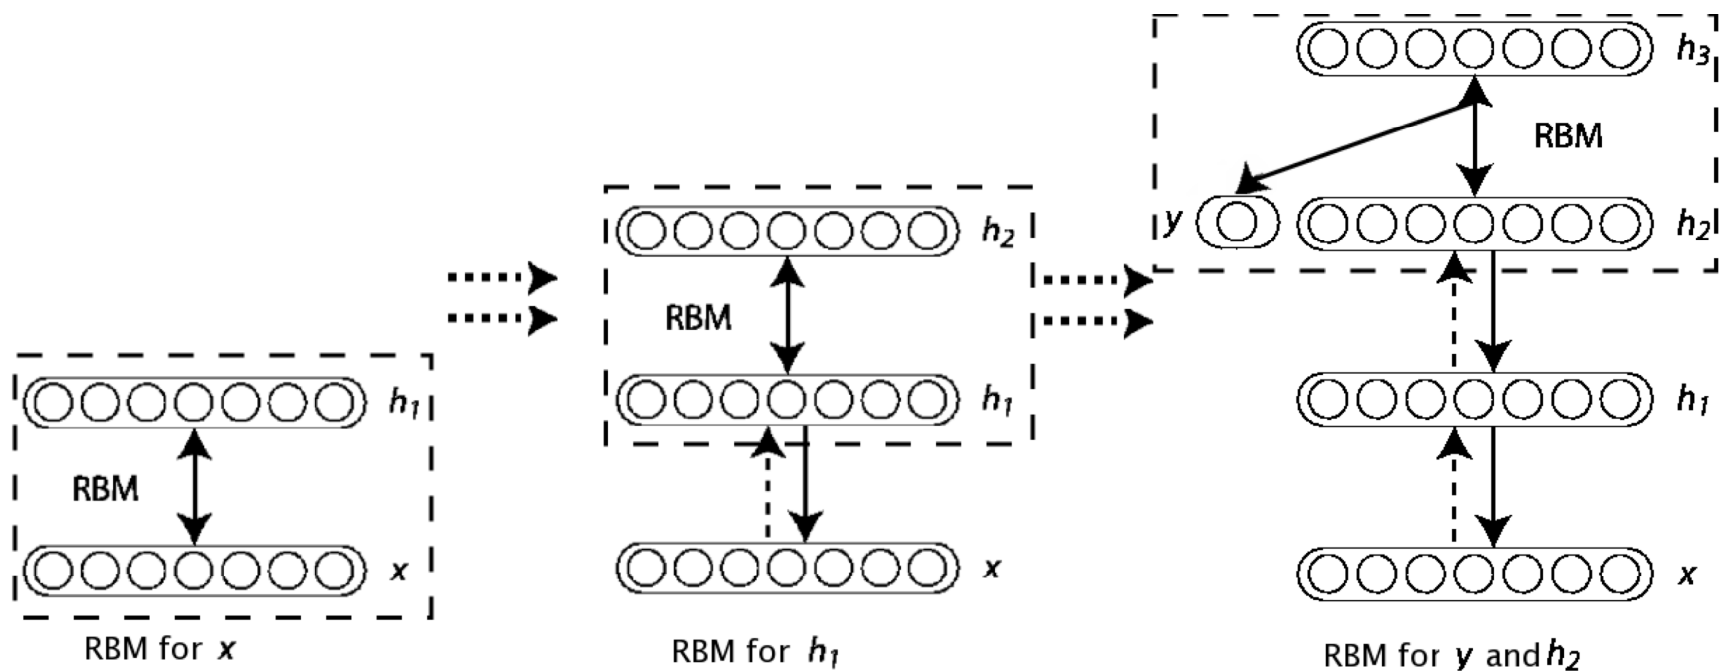 h₁
RBM
x
RBM for x
h₂
RBM
h₁
x
RBM for h₁
h₃
RBM
y
h₂
h₁
x
RBM for y and h₂